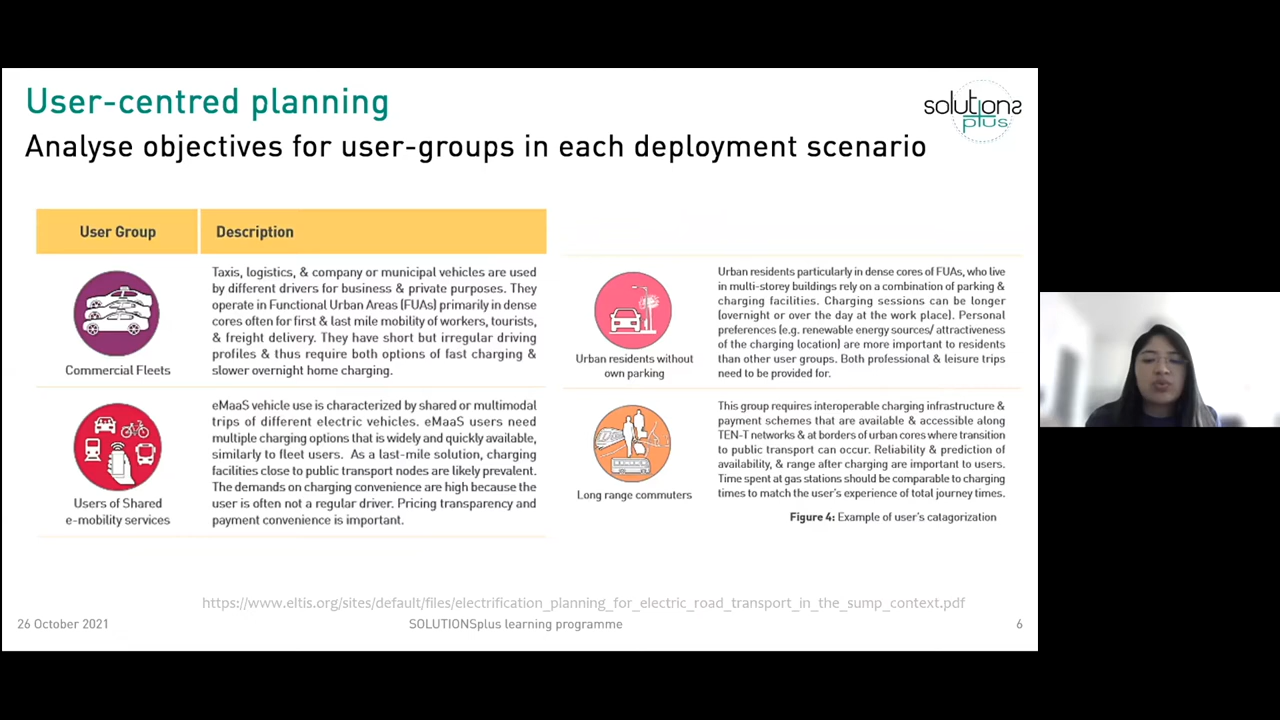 User-centred planning
Analyse objectives for user-groups in each deployment scenario
solutions
plus
User Group
Description
Commercial Fleets
Taxis, logistics, & company or municipal vehicles are used
by different drivers for business & private purposes. They
operate in Functional Urban Areas (FUAs) primarily in dense
cores often for first & last mile mobility of workers, tourists,
& freight delivery. They have short but irregular driving
profiles & thus require both options of fast charging &
slower overnight home charging.
Users of Shared
e-mobility services
eMaaS vehicle use is characterized by shared or multimodal
trips of different electric vehicles. eMaaS users need
multiple charging options that is widely and quickly available,
similarly to fleet users. As a last-mile solution, charging
facilities close to public transport nodes are likely prevalent.
The demands on charging convenience are high because the
user is often not a regular driver. Pricing transparency and
payment convenience is important.
Urban residents without
own parking
Urban residents particularly in dense cores of FUAs, who live
in multi-storey buildings rely on a combination of parking &
charging facilities. Charging sessions can be longer
(overnight or over the day at the work place). Personal
preferences (e.g. renewable energy sources/ attractiveness
of the charging location) are more important to residents
than other user groups. Both professional & leisure trips
need to be provided for.
Long range commuters
This group requires interoperable charging infrastructure &
payment schemes that are available & accessible along
TEN-T networks & at borders of urban cores where transition
to public transport can occur. Reliability & prediction of
availability, & range after charging are important to users.
Time spent at gas stations should be comparable to charging
times to match the user's experience of total journey times.
Figure 4: Example of user's catagorization
https://www.eltis.org/sites/default/files/electrification_planning_for_electric_road_transport_in_the_sump_context.pdf
26 October 2021
SOLUTIONSplus learning programme
6